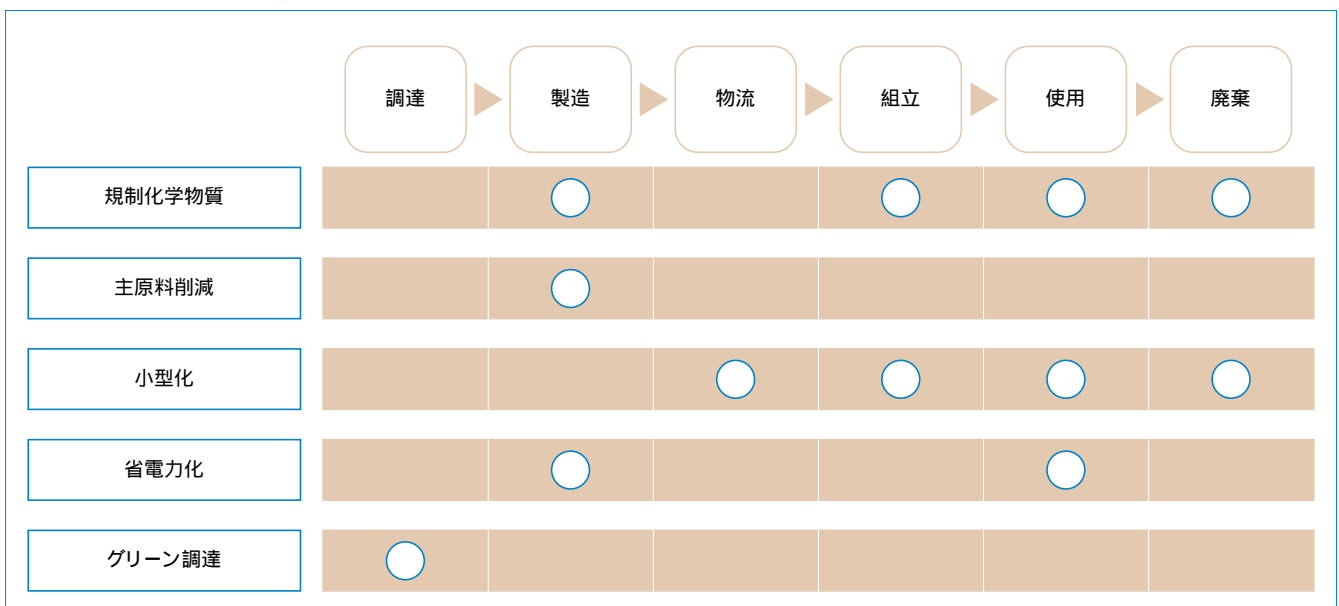 調達
製造
物流
組立
使用
廃棄
規制化学物質
主原料削減
小型化
省電力化
グリーン調達